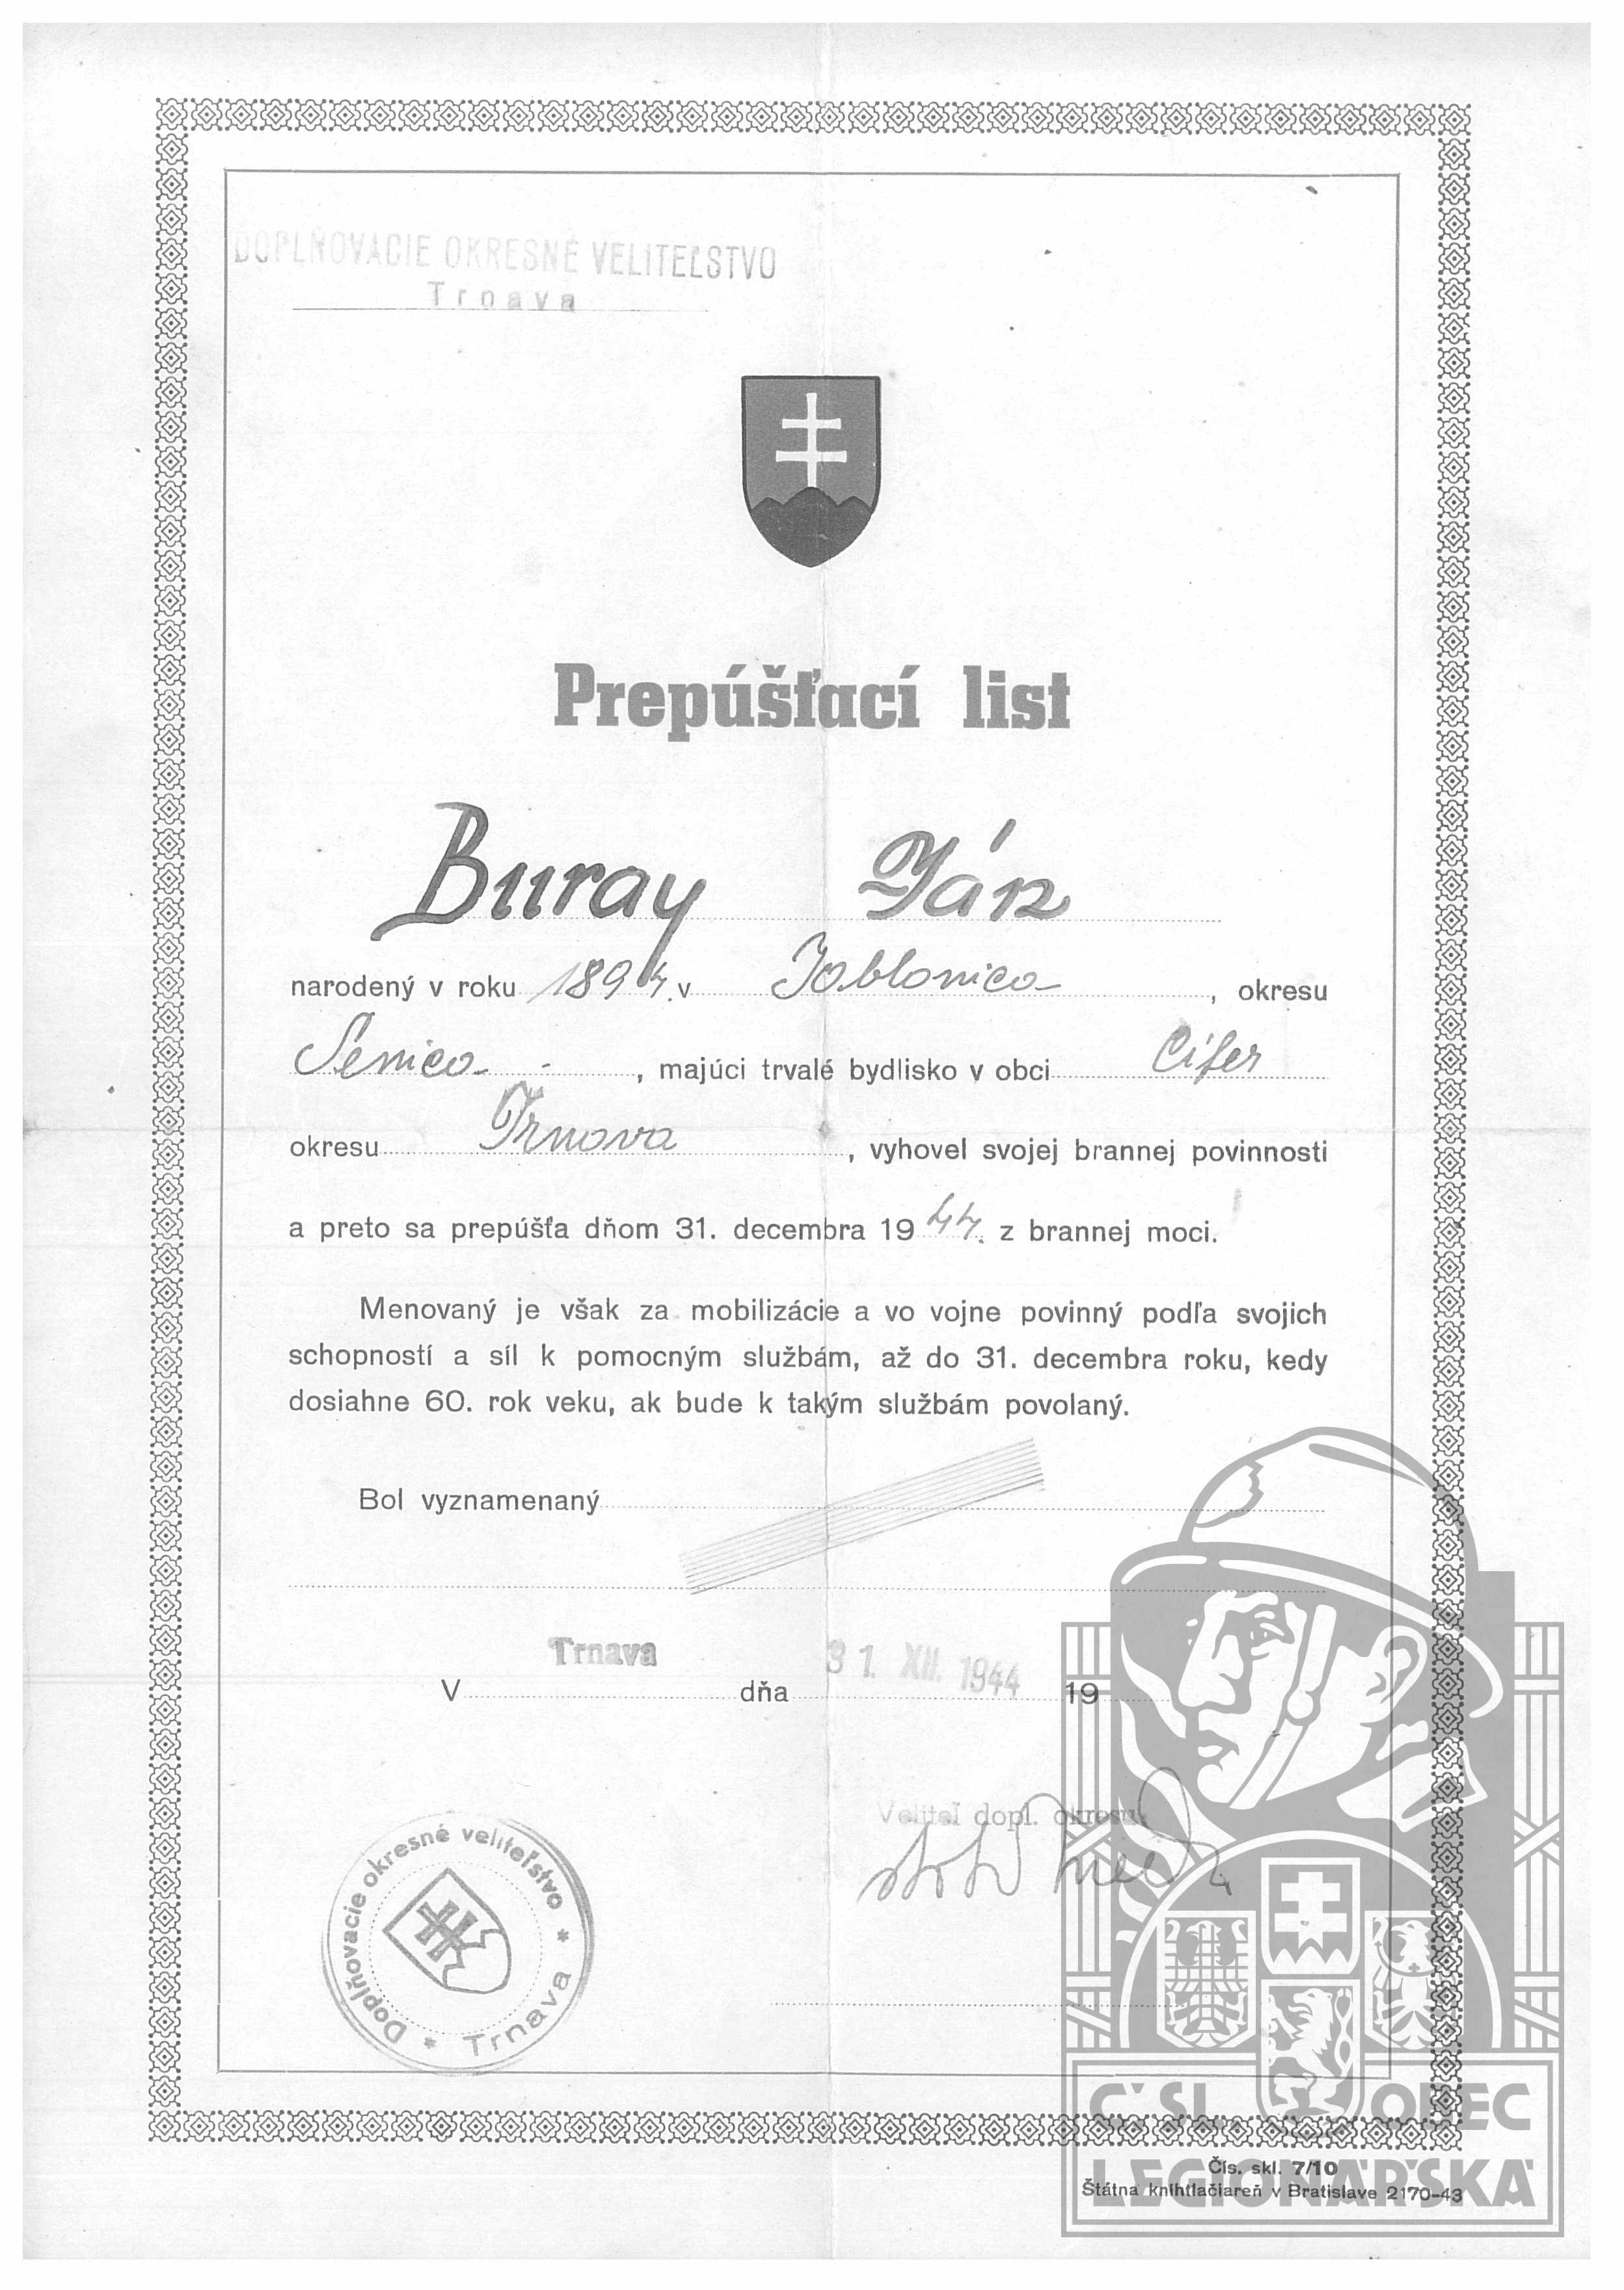 DOPLŇOVACIE OKRESNÉ VELITEĽSTVO
Trnava
Prepúšťací list
Buray Ján
narodený v roku 1894. v Jablonica, okresu
Senica - , majúci trvalé bydlisko v obci Cífer
okresu Trnava, vyhovel svojej brannej povinnosti
a preto sa prepúšťa dňom 31. decembra 1944. z brannej moci.
Menovaný je však za mobilizácie a vo vojne povinný podľa svojich
schopností a síl k pomocným službám, až do 31. decembra roku, kedy
dosiahne 60. rok veku, ak bude k takým službám povolaný.
Bol vyznamenaný
V Trnava dňa 31. XII. 1944 19
Veliteľ dopl. okresu:
Doplňovacie okresné veliteľstvo * Trnava *
ČSL. OBEC
LEGIONÁŘSKÁ
Čís. skl. 7/10
Štátna kníhtlačiareň v Bratislave 2170-43